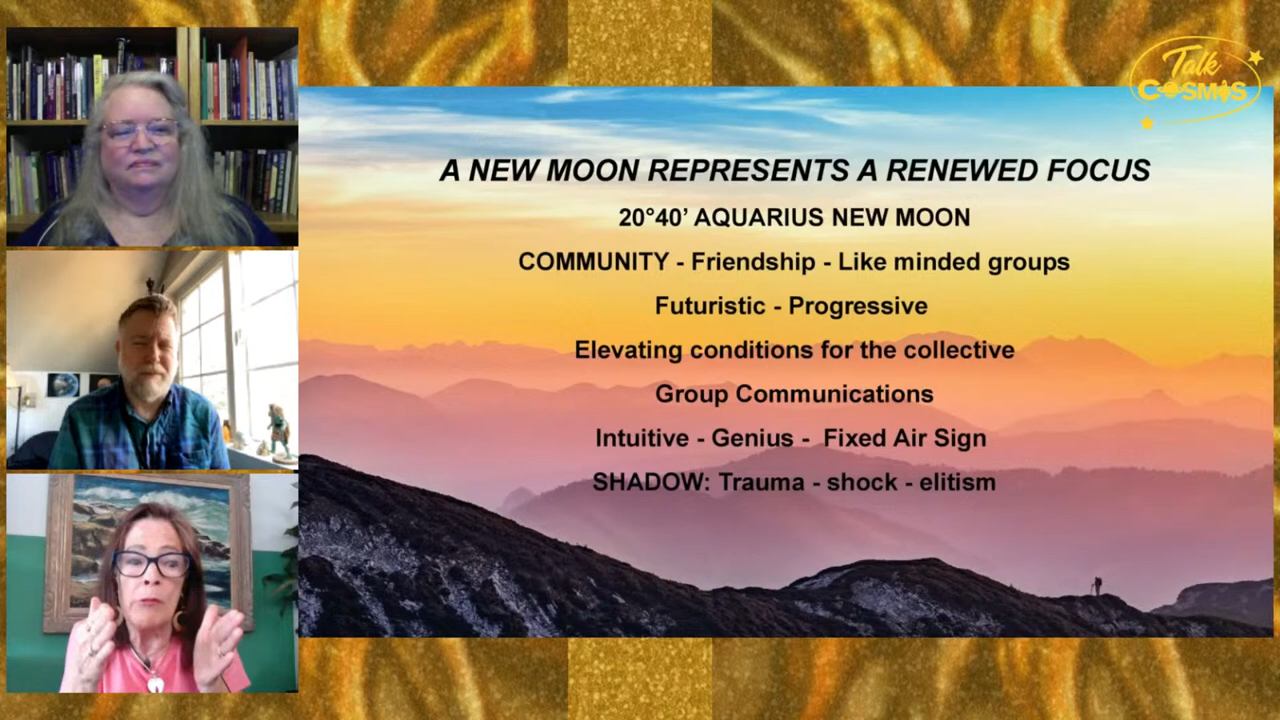 Talk
COSMOS
A NEW MOON REPRESENTS A RENEWED FOCUS
20°40’ AQUARIUS NEW MOON
COMMUNITY - Friendship - Like minded groups
Futuristic - Progressive
Elevating conditions for the collective
Group Communications
Intuitive - Genius - Fixed Air Sign
SHADOW: Trauma - shock - elitism